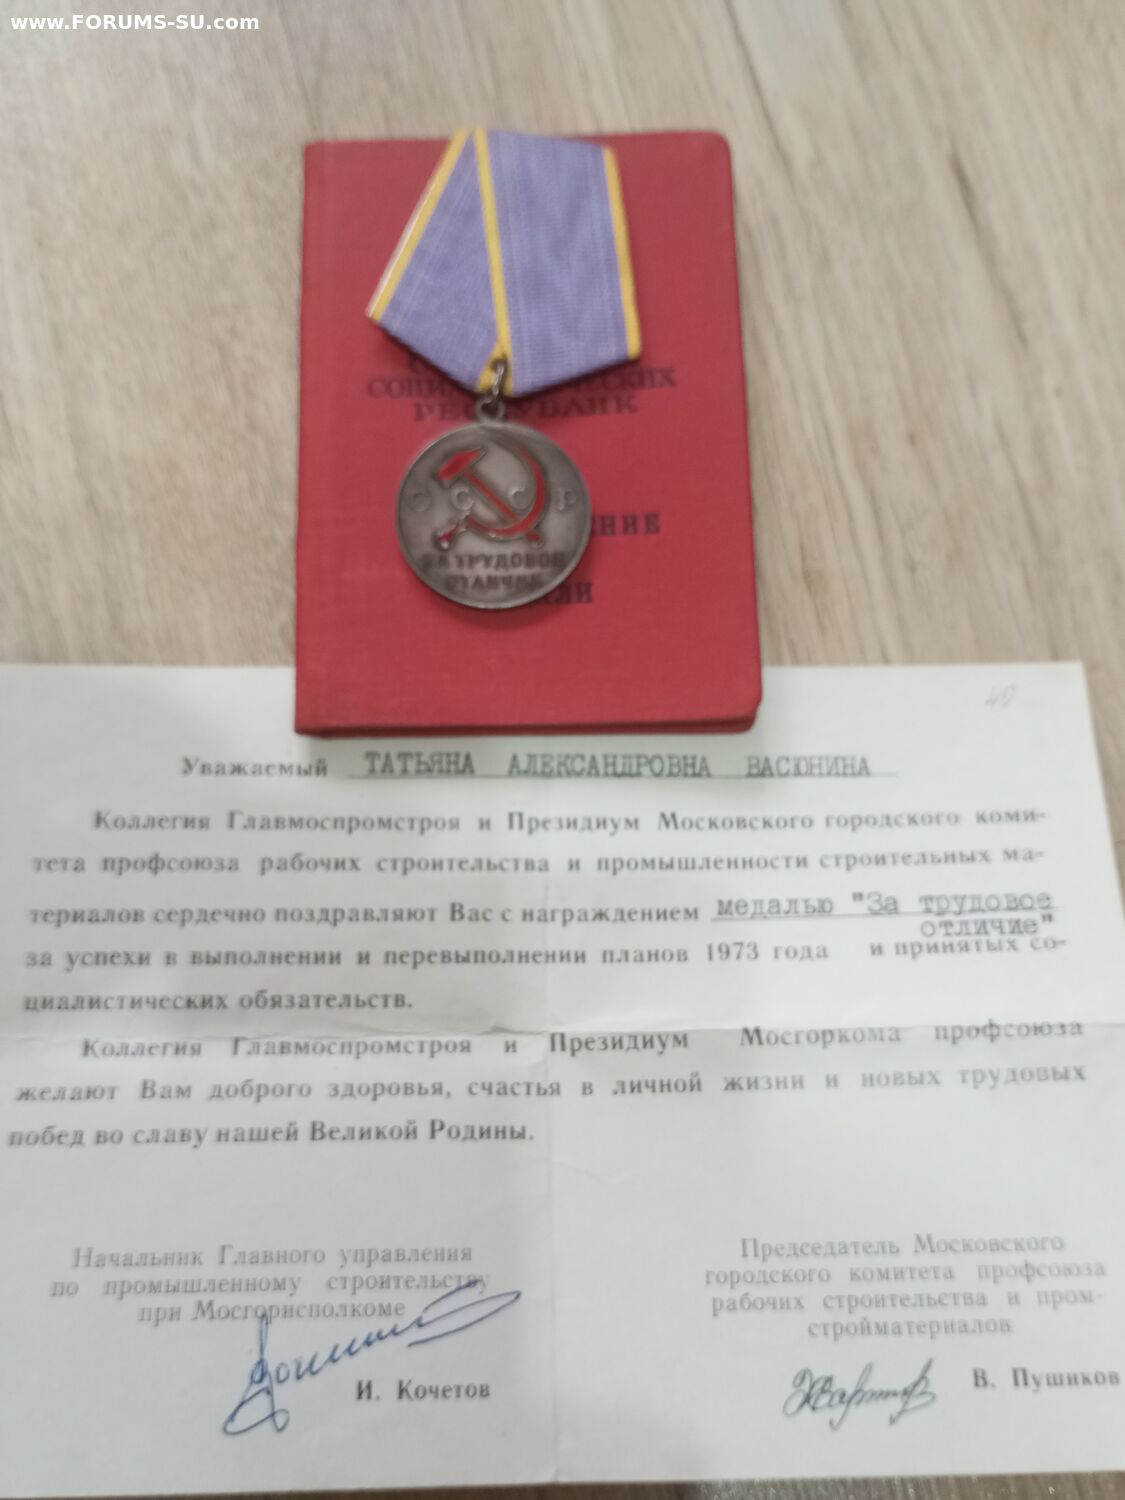 www.FORUMS-SU.com
РЕСПУБЛИК
СССР
ЗА ТРУДОВОЕ
ОТЛИЧИЕ
40
Уважаемый ТАТЬЯНА АЛЕКСАНДРОВНА ВАСЮНИНА
Коллегия Главмоспромстроя и Президиум Московского городского коми-
тета профсоюза рабочих строительства и промышленности строительных ма-
териалов сердечно поздравляют Вас с награждением медалью "За трудовое
отличие"
за успехи в выполнении и перевыполнении планов 1973 года и принятых со-
циалистических обязательств.
Коллегия Главмоспромстроя и Президиум Мосгоркома профсоюза
желают Вам доброго здоровья, счастья в личной жизни и новых трудовых
побед во славу нашей Великой Родины.
Начальник Главного управления
по промышленному строительству
при Мосгорисполкоме
И. Кочетов
Председатель Московского
городского комитета профсоюза
рабочих строительства и пром-
стройматериалов
В. Пушиков